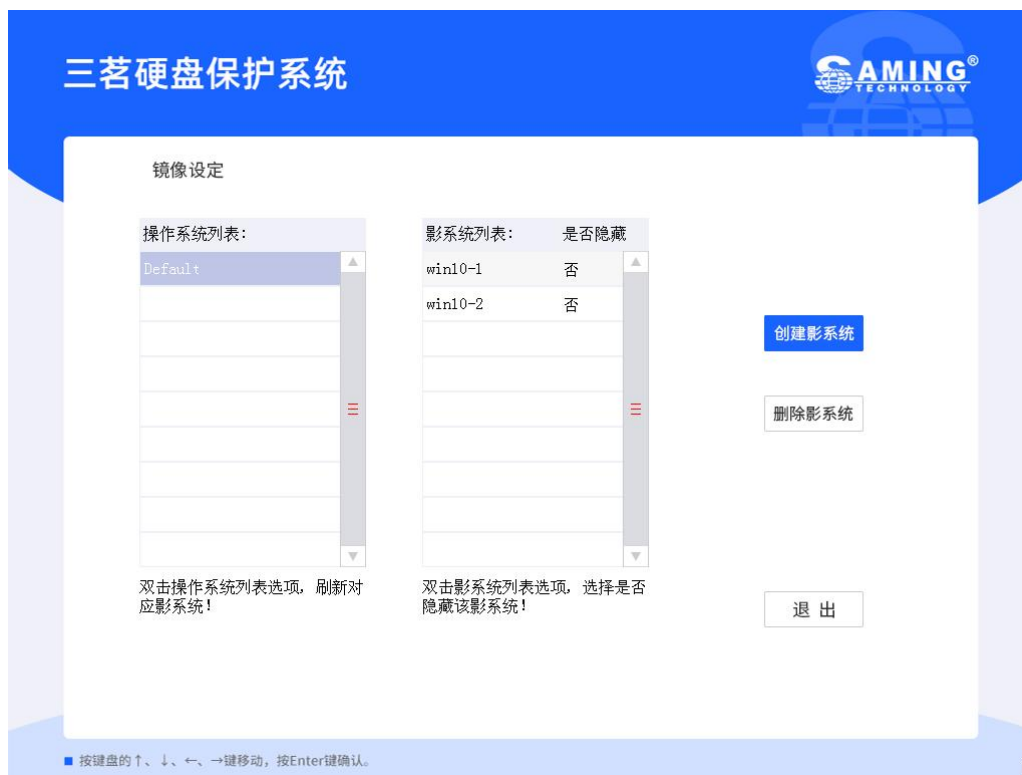 三茗硬盘保护系统
SAMING®
TECHNOLOGY
镜像设定
操作系统列表:
影系统列表: 是否隐藏
Default
win10-1 否
win10-2 否
创建影系统
删除影系统
双击操作系统列表选项, 刷新对
应影系统!
双击影系统列表选项, 选择是否
隐藏该影系统!
退 出
按键盘的↑、↓、←、→键移动, 按Enter键确认。